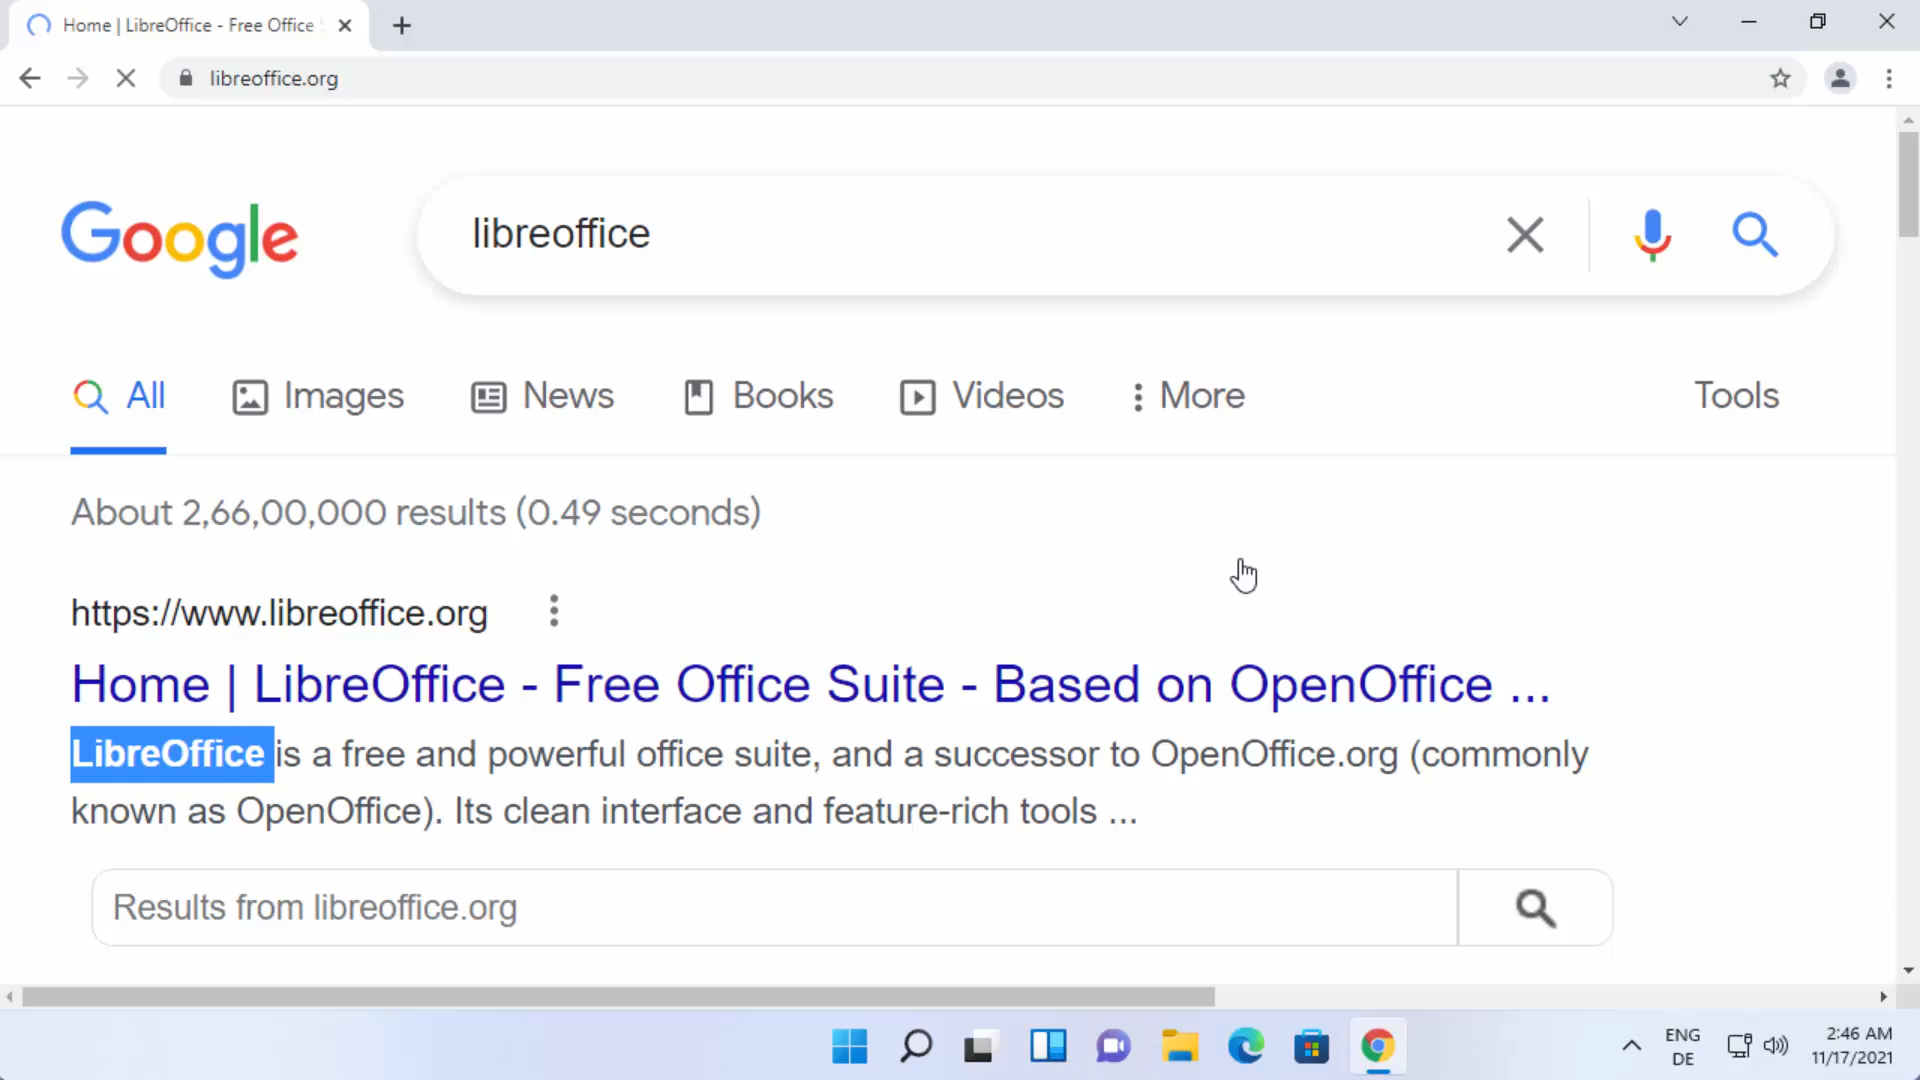 Home | LibreOffice - Free Office
libreoffice.org
Google
libreoffice
All
Images
News
Books
Videos
More
Tools
About 2,66,00,000 results (0.49 seconds)
https://www.libreoffice.org
Home | LibreOffice - Free Office Suite - Based on OpenOffice ...
LibreOffice is a free and powerful office suite, and a successor to OpenOffice.org (commonly
known as OpenOffice). Its clean interface and feature-rich tools ...
Results from libreoffice.org
ENG
DE
2:46 AM
11/17/2021